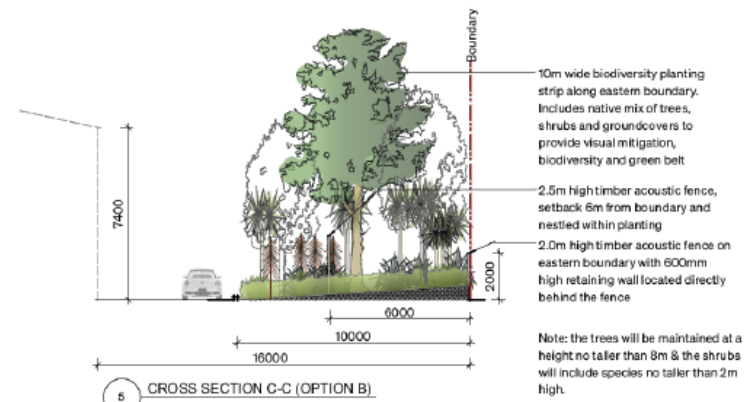 Boundary
10m wide biodiversity planting
strip along eastern boundary.
Includes native mix of trees,
shrubs and groundcovers to
provide visual mitigation,
biodiversity and green belt
2.5m high timber acoustic fence,
setback 6m from boundary and
nestled within planting
2.0m high timber acoustic fence on
eastern boundary with 600mm
high retaining wall located directly
behind the fence
7400
2000
6000
10000
16000
Note: the trees will be maintained at a
height no taller than 8m & the shrubs
will include species no taller than 2m
high.
5 CROSS SECTION C-C (OPTION B)